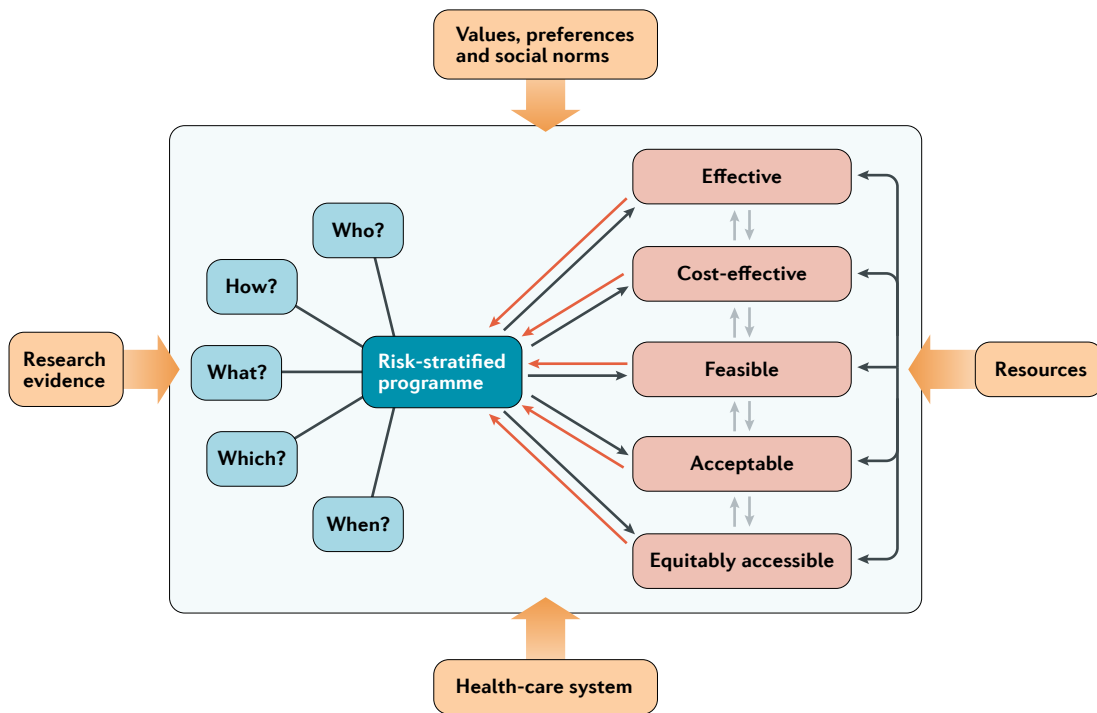 Values, preferences
and social norms
Effective
Who?
Cost-effective
How?
Research
evidence
What?
Risk-stratified
programme
Feasible
Resources
Which?
Acceptable
When?
Equitably accessible
Health-care system